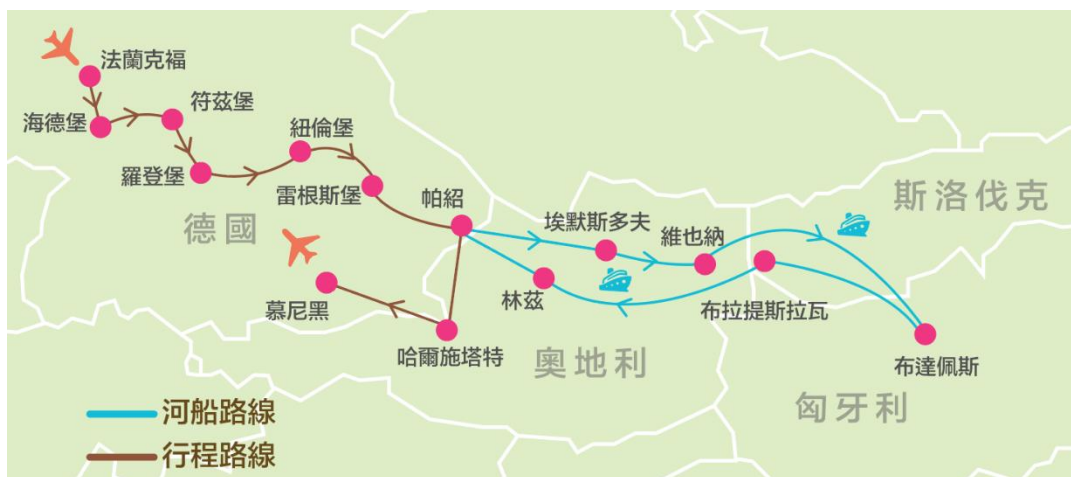 法蘭克福
海德堡
符茲堡
羅登堡
紐倫堡
雷根斯堡
帕紹
埃默斯多夫
維也納
斯洛伐克
德國
慕尼黑
林茲
布拉提斯拉瓦
哈爾施塔特
奧地利
布達佩斯
匈牙利
河船路線
行程路線